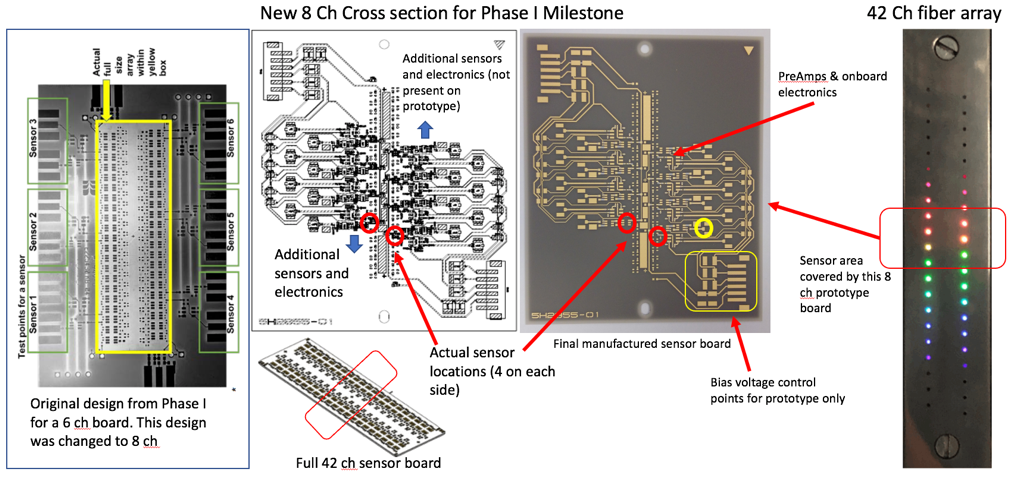 New 8 Ch Cross section for Phase I Milestone
42 Ch fiber array
Actual
full
size
array
within
yellow
box
Sensor 3
Sensor 2
Sensor 1
Test points for a sensor
Sensor 6
Sensor 5
Sensor 4
Original design from Phase I
for a 6 ch board. This design
was changed to 8 ch
Additional sensors
and electronics (not
present on
prototype)
Additional
sensors and
electronics
SH2355-01
Full 42 ch sensor board
Actual sensor
locations (4 on each
side)
SH2355-01
Final manufactured sensor board
PreAmps & onboard
electronics
Bias voltage control
points for prototype only
Sensor area
covered by this 8
ch prototype
board